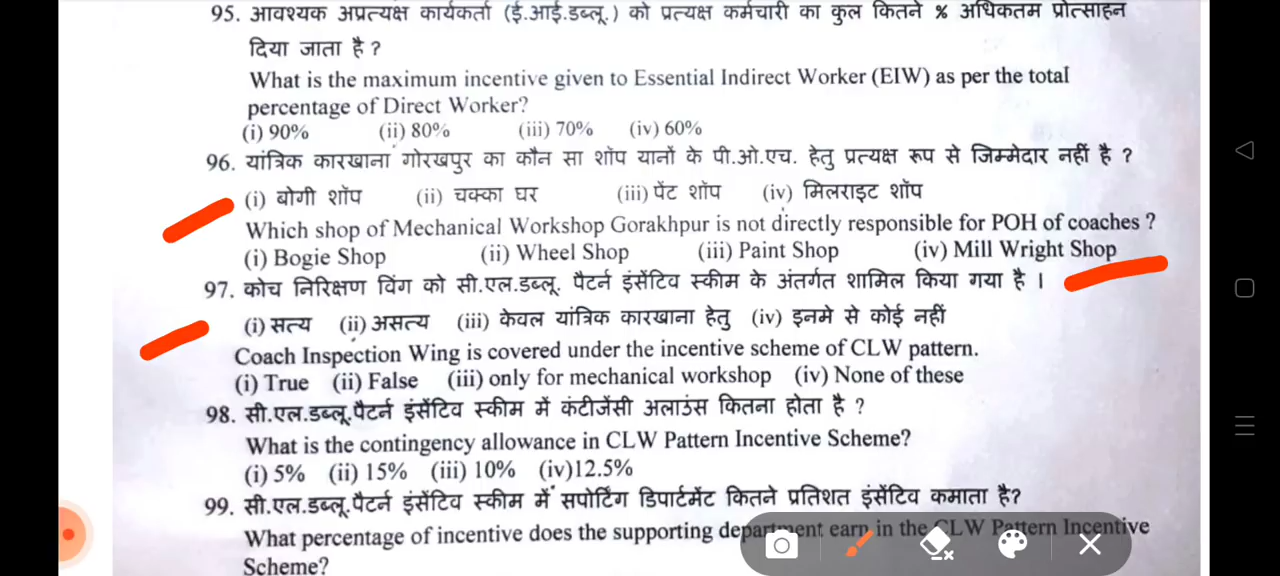 95. आवश्यक अप्रत्यक्ष कार्यकर्ता (ई.आई.डब्लू.) को प्रत्यक्ष कर्मचारी का कुल कितने % अधिकतम प्रोत्साहन
दिया जाता है ?
What is the maximum incentive given to Essential Indirect Worker (EIW) as per the total
percentage of Direct Worker?
(i) 90% (ii) 80% (iii) 70% (iv) 60%
96. यांत्रिक कारखाना गोरखपुर का कौन सा शॉप यानों के पी.ओ.एच. हेतु प्रत्यक्ष रूप से जिम्मेदार नहीं है ?
(i) बोगी शॉप (ii) चक्का घर (iii) पेंट शॉप (iv) मिलराइट शॉप
Which shop of Mechanical Workshop Gorakhpur is not directly responsible for POH of coaches ?
(i) Bogie Shop (ii) Wheel Shop (iii) Paint Shop (iv) Mill Wright Shop
97. कोच निरिक्षण विंग को सी.एल.डब्लू. पैटर्न इंसेंटिव स्कीम के अंतर्गत शामिल किया गया है ।
(i) सत्य (ii) असत्य (iii) केवल यांत्रिक कारखाना हेतु (iv) इनमे से कोई नहीं
Coach Inspection Wing is covered under the incentive scheme of CLW pattern.
(i) True (ii) False (iii) only for mechanical workshop (iv) None of these
98. सी.एल.डब्लू.पैटर्न इंसेंटिव स्कीम में कंटीजेंसी अलाउंस कितना होता है ?
What is the contingency allowance in CLW Pattern Incentive Scheme?
(i) 5% (ii) 15% (iii) 10% (iv)12.5%
99. सी.एल.डब्लू.पैटर्न इंसेंटिव स्कीम में सपोर्टिंग डिपार्टमेंट कितने प्रतिशत इंसेंटिव कमाता है?
What percentage of incentive does the supporting department earn in the CLW Pattern Incentive
Scheme?